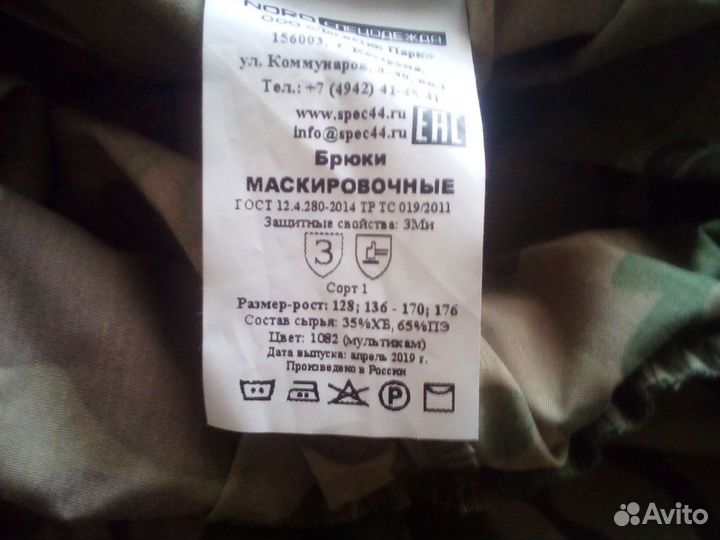 NORD СПЕЦОДЕЖДА
156003, г. Кострома,
ул. Коммунаров, д. 40,
Тел.: +7 (4942) 41-45-41
www.spec44.ru
info@spec44.ru
EAC
Брюки
МАСКИРОВОЧНЫЕ
ГОСТ 12.4.280-2014 ТР ТС 019/2011
Защитные свойства: ЗМи
З
Сорт 1
Размер-рост: 128; 136 - 170; 176
Состав сырья: 35%ХБ, 65%ПЭ
Цвет: 1082 (мультикам)
Дата выпуска: апрель 2019 г.
Произведено в России
P
Avito